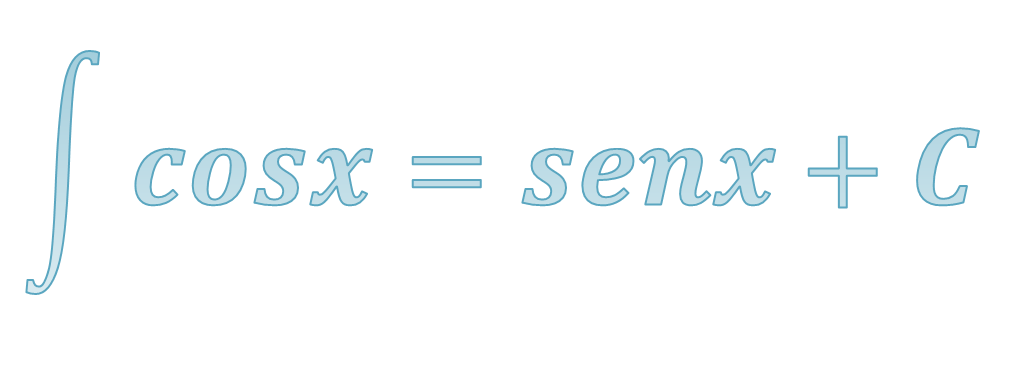 ∫ cosx = senx + C